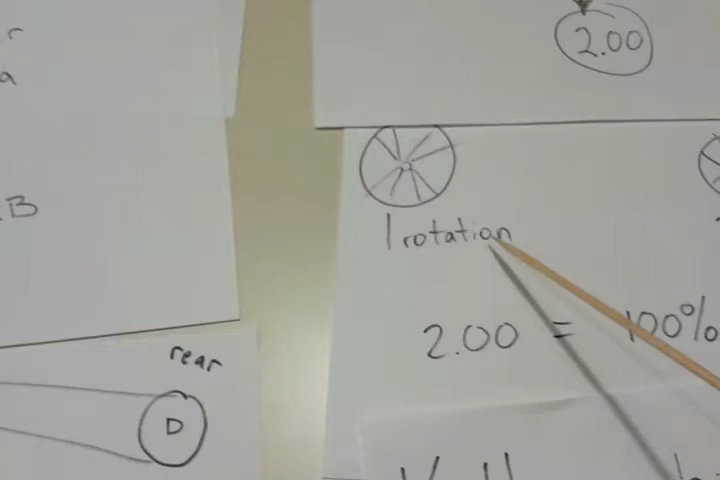 r
a
B
rear
D
2.00
1 rotation
2.00 = 100%